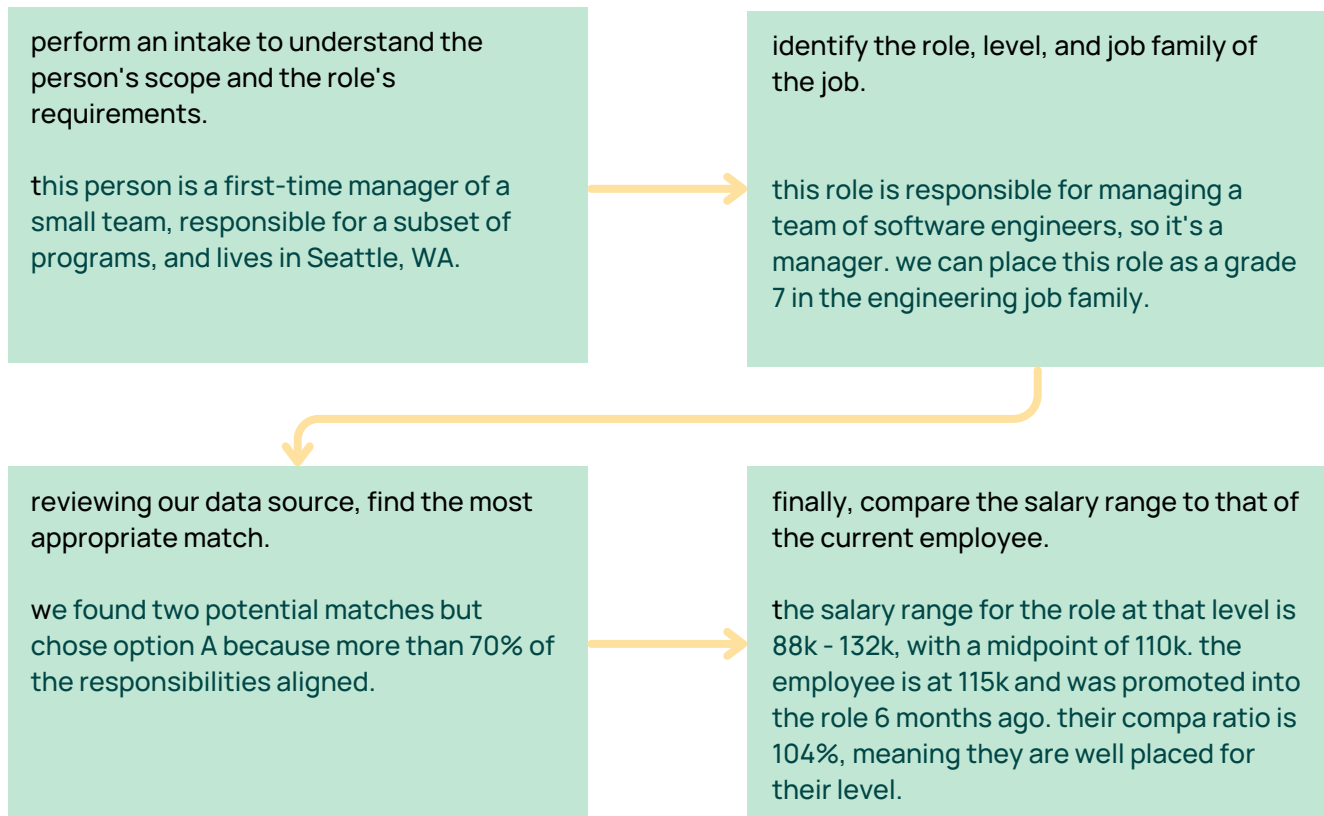 perform an intake to understand the
person's scope and the role's
requirements.
this person is a first-time manager of a
small team, responsible for a subset of
programs, and lives in Seattle, WA.
identify the role, level, and job family of
the job.
this role is responsible for managing a
team of software engineers, so it's a
manager. we can place this role as a grade
7 in the engineering job family.
reviewing our data source, find the most
appropriate match.
we found two potential matches but
chose option A because more than 70% of
the responsibilities aligned.
finally, compare the salary range to that of
the current employee.
the salary range for the role at that level is
88k - 132k, with a midpoint of 110k. the
employee is at 115k and was promoted into
the role 6 months ago. their compa ratio is
104%, meaning they are well placed for
their level.